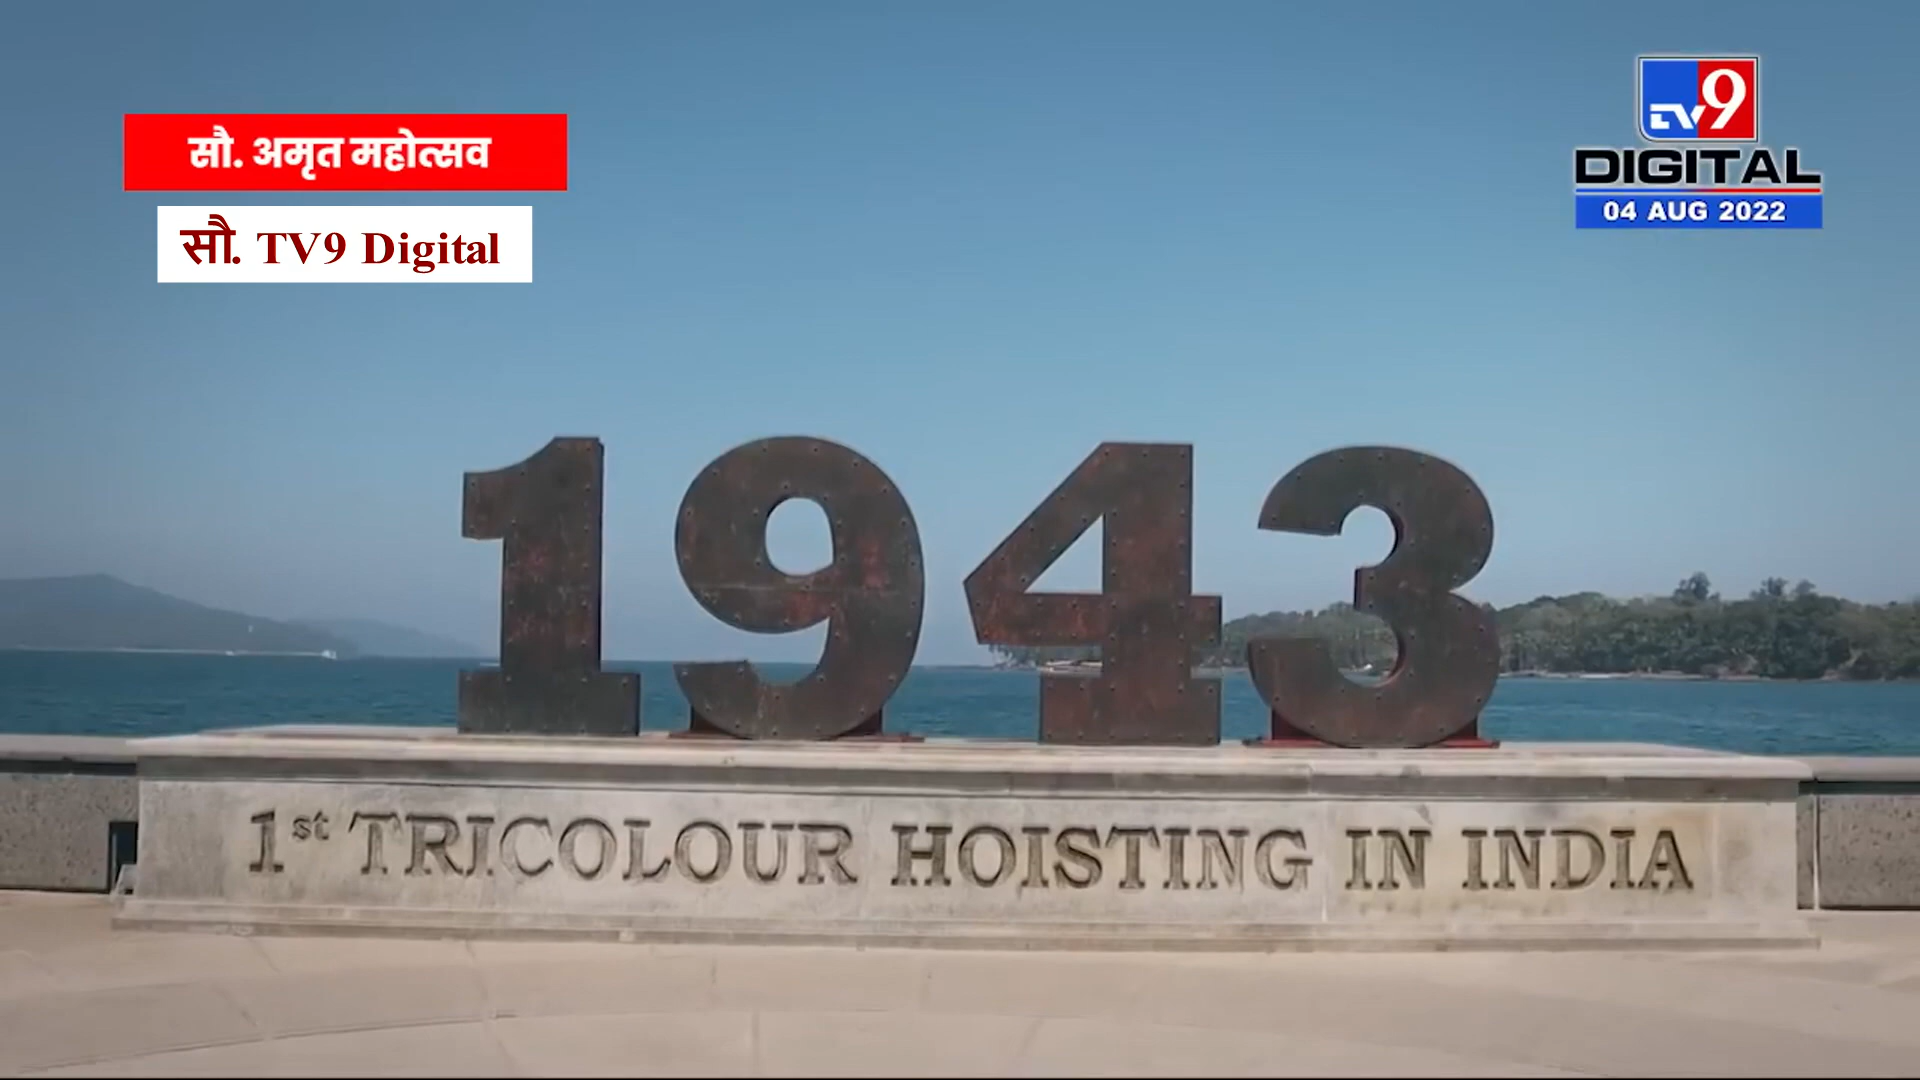 सौ. अमृत महोत्सव
सौ. TV9 Digital
TV9
DIGITAL
04 AUG 2022
1943
1st TRICOLOUR HOISTING IN INDIA